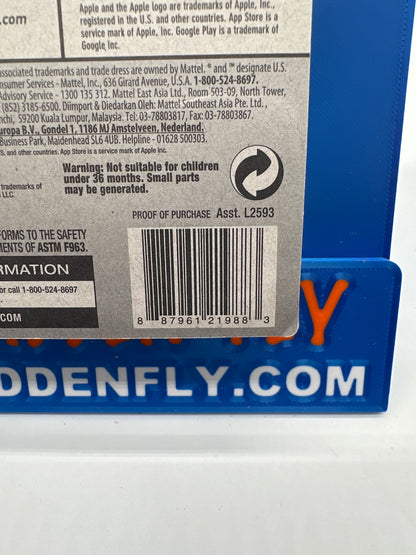 s.com
Apple and the Apple logo are trademarks of Apple, Inc.,
registered in the U.S. and other countries. App Store is a
service mark of Apple, Inc. Google Play is a trademark of
Google Inc.
associated trademarks and trade dress are owned by Mattel. ® and ™ designate U.S.
onsumer Services - Mattel, Inc., 636 Girard Avenue, U.S.A. 1-800-524-8697.
Advisory Service - 1300 135 312. Mattel East Asia Ltd., Room 503-09, North Tower,
(852) 3185-6500. Diimport & Diedarkan Oleh: Mattel Southeast Asia Pte. Ltd.,
nchi, 59200 Kuala Lumpur, Malaysia. Tel: 03-78803817, Fax: 03-78803867.
uropa B.V., Gondel 1, 1186 MJ Amstelveen, Nederland.
Business Park, Maidenhead SL6 4UB. Helpline - 01628 500303.
S. and other countries. App Store is a service mark of Apple Inc.
Warning: Not suitable for children
under 36 months. Small parts
may be generated.
trademarks of
LLC.
PROOF OF PURCHASE Asst. L2593
FORMS TO THE SAFETY
EMENTS OF ASTM F963.
RMATION
or call 1-800-524-8697
.COM
8 87961 21988 3
DDENFLY.COM